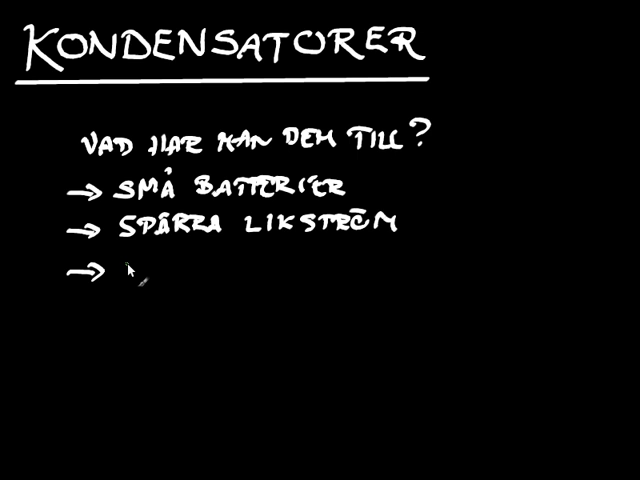 KONDENSATORER
VAD HAR MAN DEM TILL?
→ SMÅ BATTERIER
→ SPÄRRA LIKSTRÖM
→